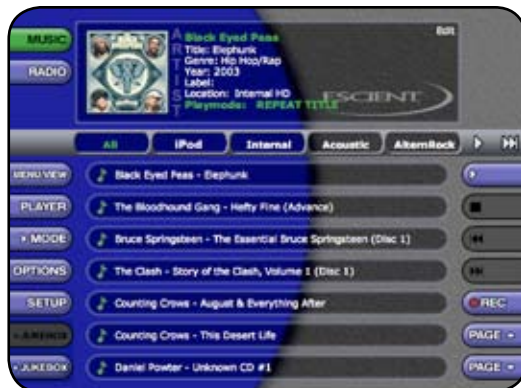 MUSIC
RADIO
ARTIST
Black Eyed Peas
Title: Elephunk
Genre: Hip Hop/Rap
Year: 2003
Label:
Location: Internal HD
Playmode: REPEAT TITLE
Edit
ESCIENT
All iPod Internal Acoustic AlternRock
MENU VIEW
Black Eyed Peas - Elephunk
PLAYER
The Bloodhound Gang - Hefty Fine (Advance)
MODE
Bruce Springsteen - The Essential Bruce Springsteen (Disc 1)
OPTIONS
The Clash - Story of the Clash, Volume 1 (Disc 1)
SETUP
Counting Crows - August & Everything After
REC
Counting Crows - This Desert Life
PAGE
JUKEBOX
Daniel Powter - Unknown CD #1
PAGE